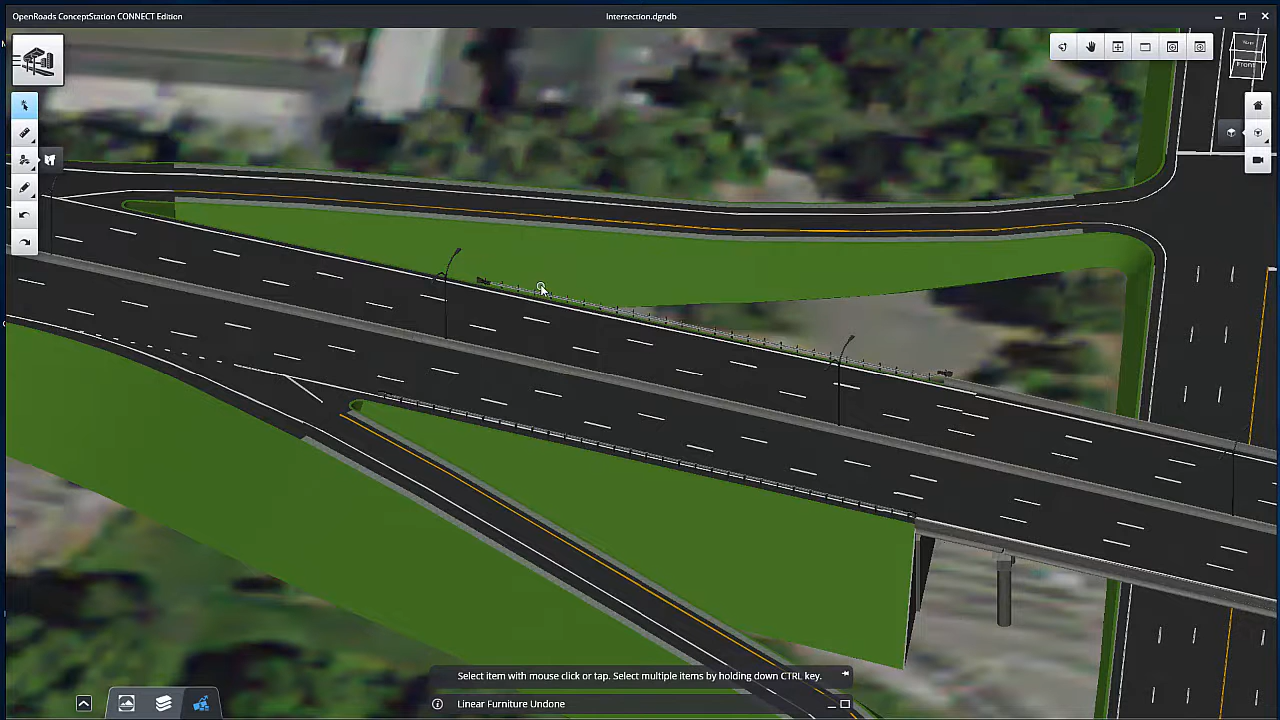 OpenRoads ConceptStation CONNECT Edition
Intersection.dgndb
Front
Select item with mouse click or tap. Select multiple items by holding down CTRL key.
Linear Furniture Undone